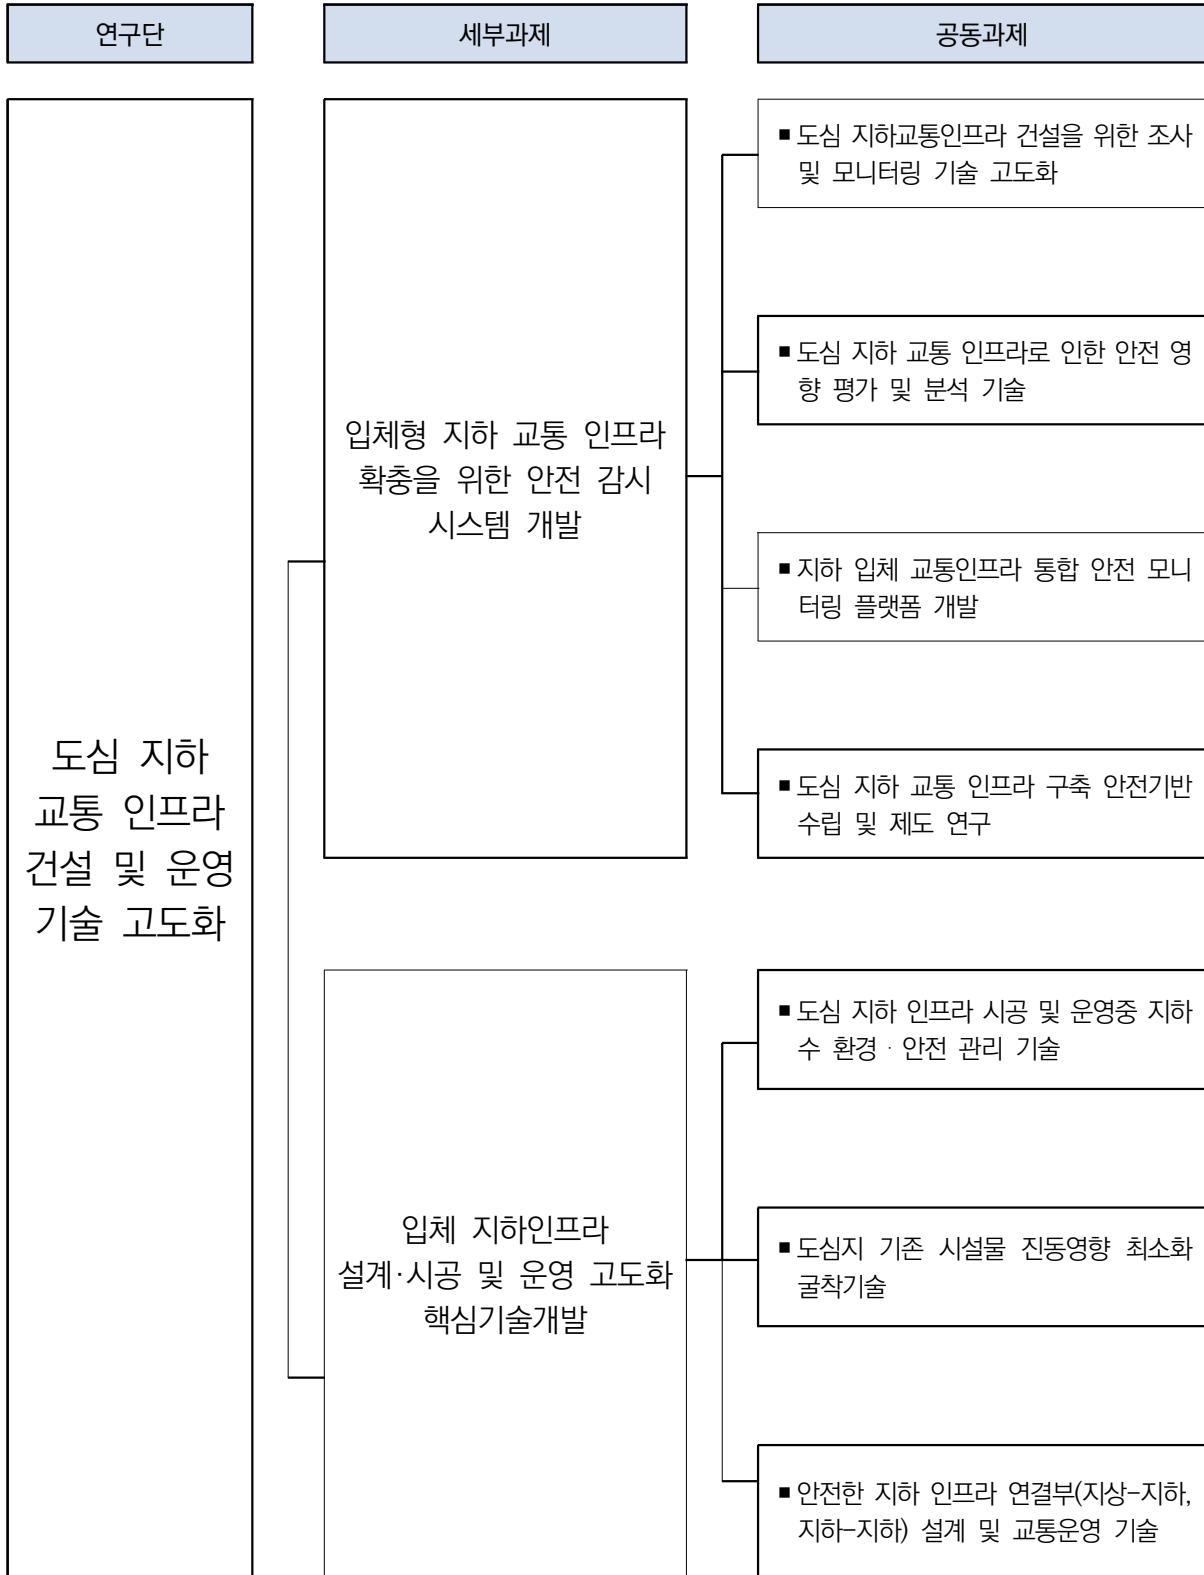 연구단
세부과제
공동과제
도심 지하
교통 인프라
건설 및 운영
기술 고도화
입체형 지하 교통 인프라
확충을 위한 안전 감시
시스템 개발
■ 도심 지하교통인프라 건설을 위한 조사
및 모니터링 기술 고도화
■ 도심 지하 교통 인프라로 인한 안전 영
향 평가 및 분석 기술
■ 지하 입체 교통인프라 통합 안전 모니
터링 플랫폼 개발
■ 도심 지하 교통 인프라 구축 안전기반
수립 및 제도 연구
입체 지하인프라
설계·시공 및 운영 고도화
핵심기술개발
■ 도심 지하 인프라 시공 및 운영중 지하
수 환경·안전 관리 기술
■ 도심지 기존 시설물 진동영향 최소화
굴착기술
■ 안전한 지하 인프라 연결부(지상-지하,
지하-지하) 설계 및 교통운영 기술